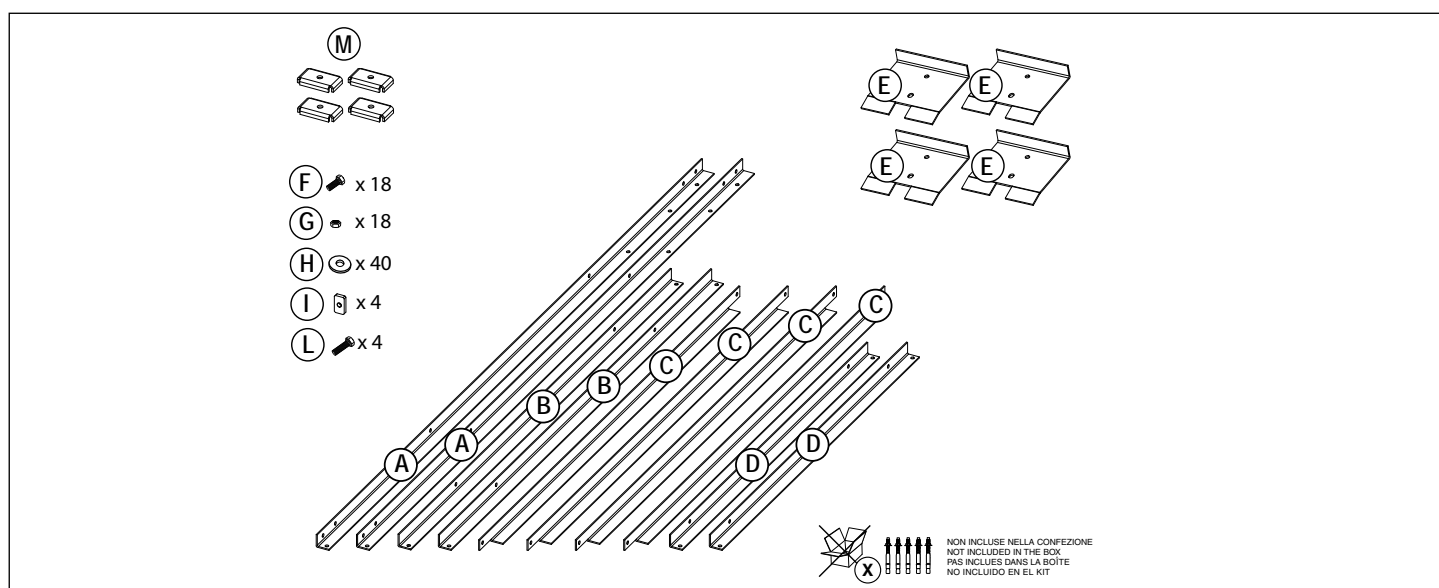 M
E E
E E
F x 18
G x 18
H x 40
I x 4
L x 4
C
C
C
C
B
B
A
A
D
D
X
NON INCLUSE NELLA CONFEZIONE
NOT INCLUDED IN THE BOX
PAS INCLUES DANS LA BOÎTE
NO INCLUIDO EN EL KIT